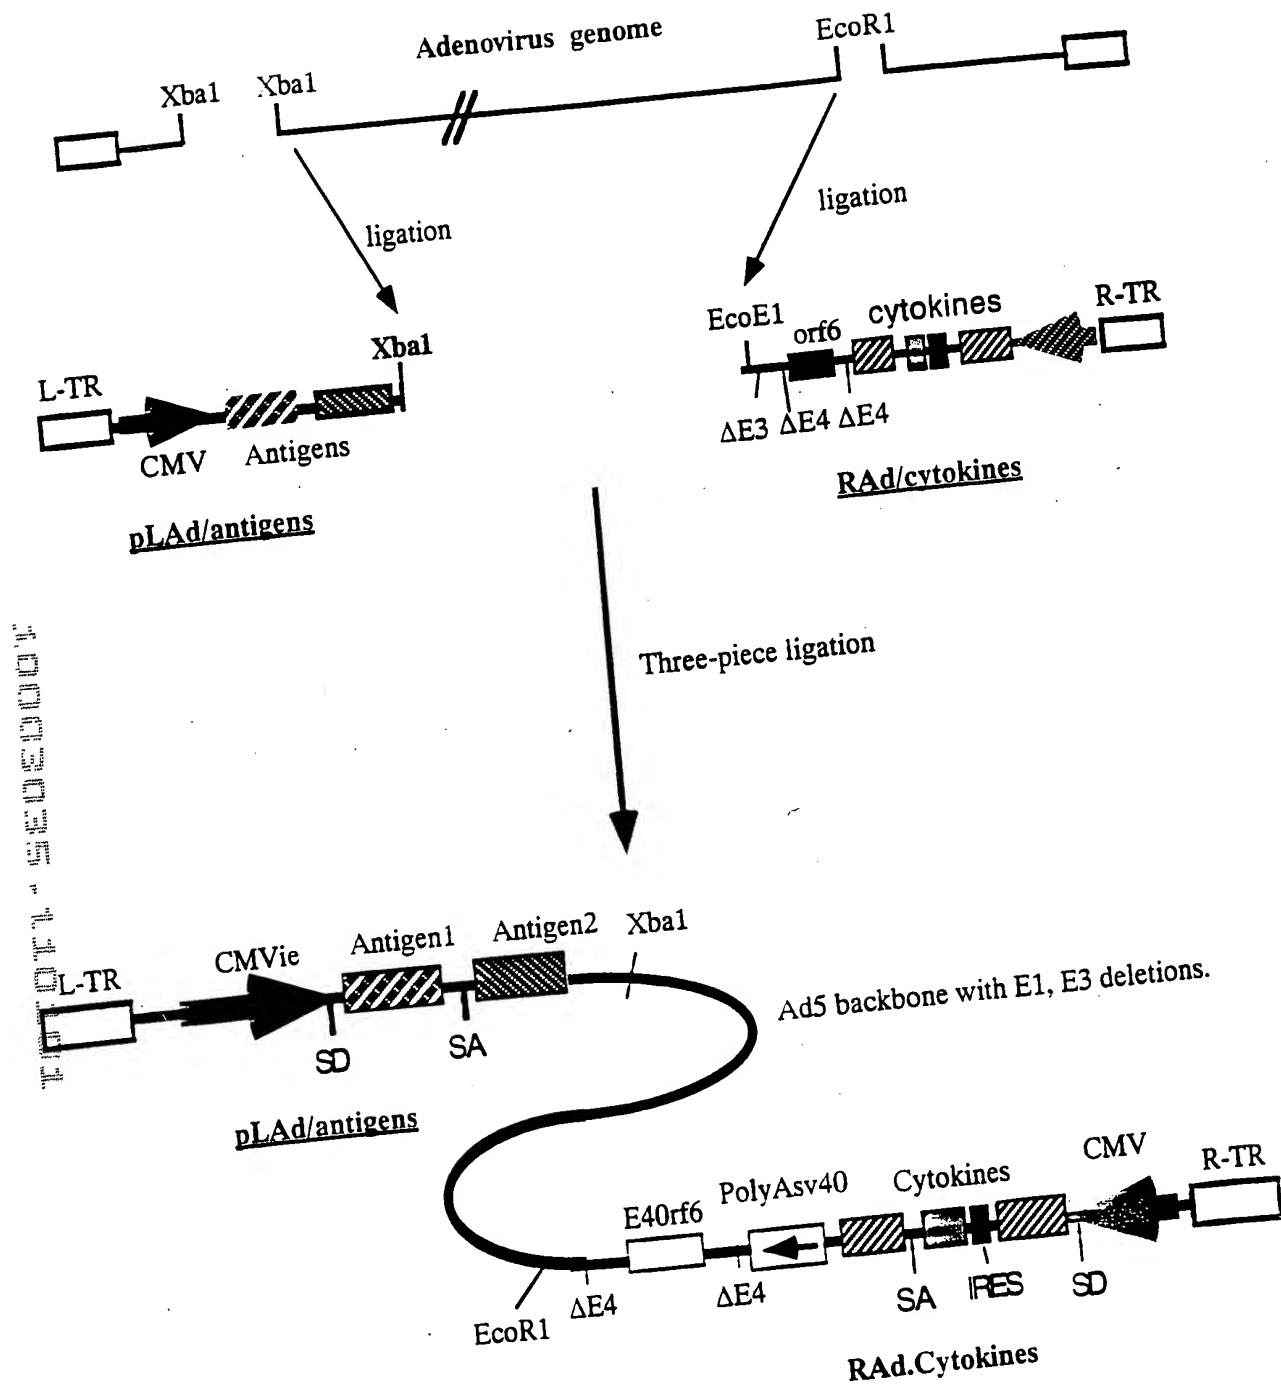 Adenovirus genome
EcoR1
Xba1
Xba1
ligation
ligation
EcoE1
orf6
cytokines
R-TR
Xba1
L-TR
CMV
Antigens
ΔE3
ΔE4
ΔE4
RAd/cytokines
pLAd/antigens
Three-piece ligation
10003035.110101
L-TR
CMVie
Antigen1
Antigen2
Xba1
Ad5 backbone with E1, E3 deletions.
SD
SA
pLAd/antigens
E40rf6
PolyAsv40
Cytokines
CMV
R-TR
EcoR1
ΔE4
ΔE4
SA
IRES
SD
RAd.Cytokines